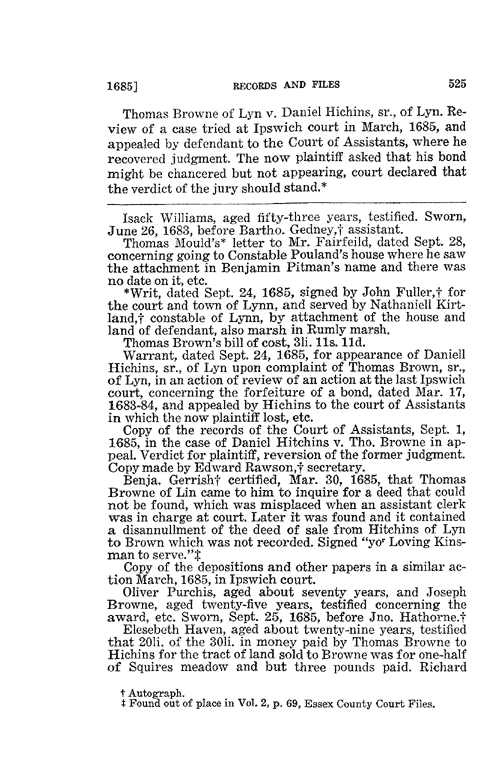 1685] RECORDS AND FILES 525
Thomas Browne of Lyn v. Daniel Hichins, sr., of Lyn. Re-
view of a case tried at Ipswich court in March, 1685, and
appealed by defendant to the Court of Assistants, where he
recovered judgment. The now plaintiff asked that his bond
might be chancered but not appearing, court declared that
the verdict of the jury should stand.*
Isack Williams, aged fifty-three years, testified. Sworn,
June 26, 1683, before Bartho. Gedney,† assistant.
Thomas Mould's* letter to Mr. Fairfeild, dated Sept. 28,
concerning going to Constable Pouland's house where he saw
the attachment in Benjamin Pitman's name and there was
no date on it, etc.
*Writ, dated Sept. 24, 1685, signed by John Fuller,† for
the court and town of Lynn, and served by Nathaniell Kirt-
land,† constable of Lynn, by attachment of the house and
land of defendant, also marsh in Rumly marsh.
Thomas Brown's bill of cost, 3li. 11s. 11d.
Warrant, dated Sept. 24, 1685, for appearance of Daniell
Hichins, sr., of Lyn upon complaint of Thomas Brown, sr.,
of Lyn, in an action of review of an action at the last Ipswich
court, concerning the forfeiture of a bond, dated Mar. 17,
1683-84, and appealed by Hichins to the court of Assistants
in which the now plaintiff lost, etc.
Copy of the records of the Court of Assistants, Sept. 1,
1685, in the case of Daniel Hitchins v. Tho. Browne in ap-
peal. Verdict for plaintiff, reversion of the former judgment.
Copy made by Edward Rawson,† secretary.
Benja. Gerrish† certified, Mar. 30, 1685, that Thomas
Browne of Lin came to him to inquire for a deed that could
not be found, which was misplaced when an assistant clerk
was in charge at court. Later it was found and it contained
a disannullment of the deed of sale from Hitchins of Lyn
to Brown which was not recorded. Signed "yor Loving Kins-
man to serve."‡
Copy of the depositions and other papers in a similar ac-
tion March, 1685, in Ipswich court.
Oliver Purchis, aged about seventy years, and Joseph
Browne, aged twenty-five years, testified concerning the
award, etc. Sworn, Sept. 25, 1685, before Jno. Hathorne.†
Elesebeth Haven, aged about twenty-nine years, testified
that 20li. of the 30li. in money paid by Thomas Browne to
Hichins for the tract of land sold to Browne was for one-half
of Squires meadow and but three pounds paid. Richard
† Autograph.
‡ Found out of place in Vol. 2, p. 69, Essex County Court Files.